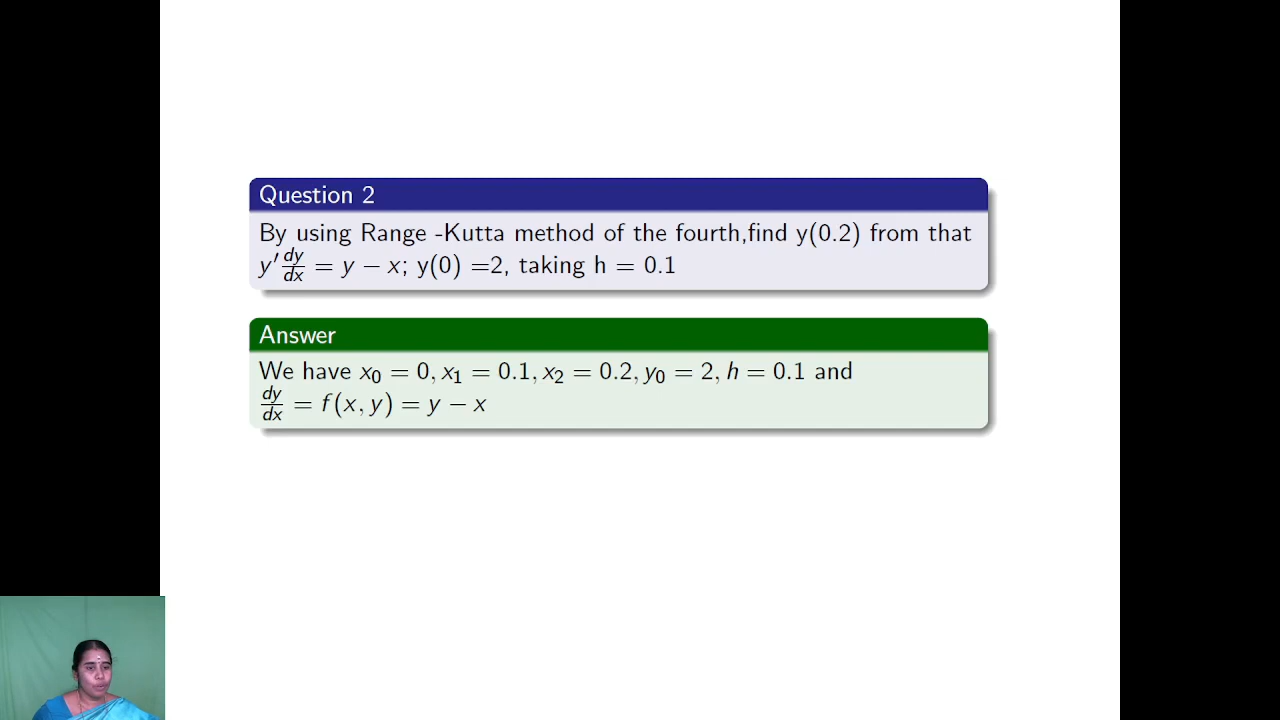 Question 2
By using Range -Kutta method of the fourth,find y(0.2) from that
y′ dy/dx = y − x; y(0) =2, taking h = 0.1
Answer
We have x₀ = 0, x₁ = 0.1, x₂ = 0.2, y₀ = 2, h = 0.1 and
dy/dx = f(x, y) = y − x